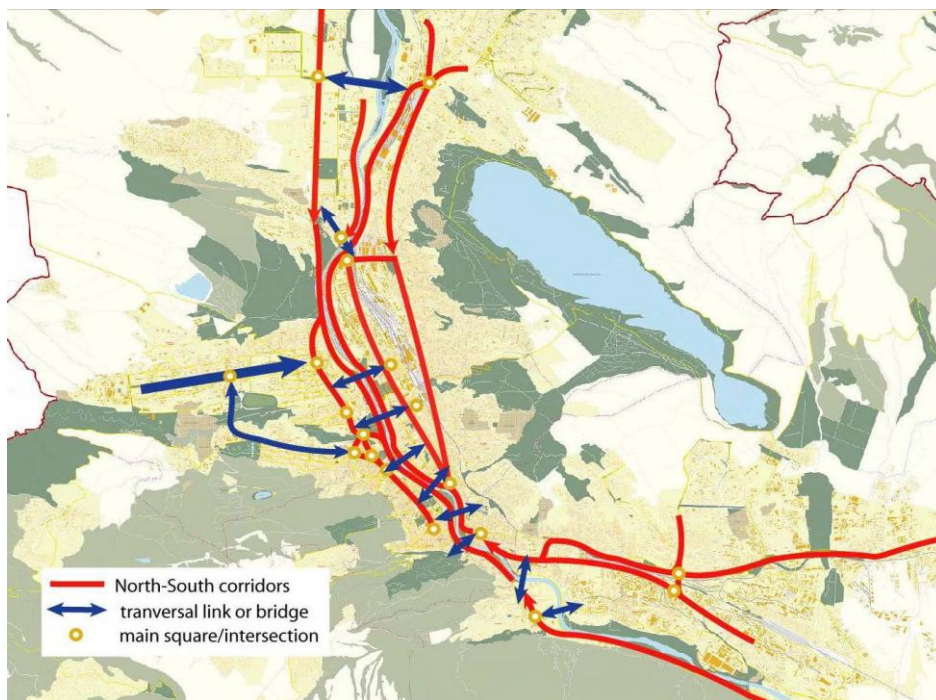 North-South corridors
tranversal link or bridge
main square/intersection